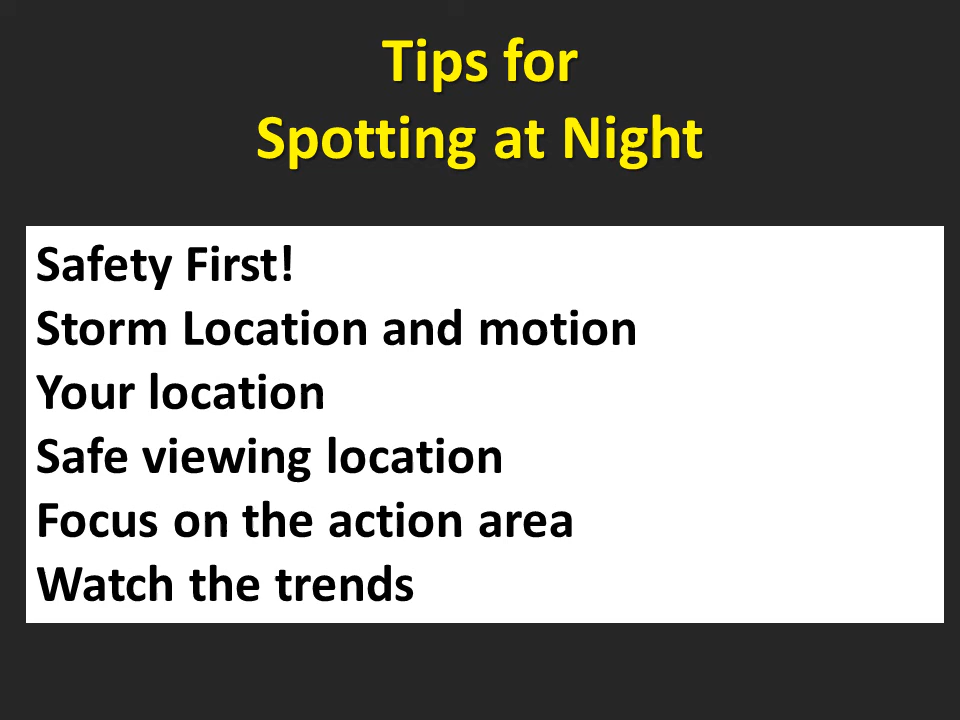 Tips for
Spotting at Night
Safety First!
Storm Location and motion
Your location
Safe viewing location
Focus on the action area
Watch the trends